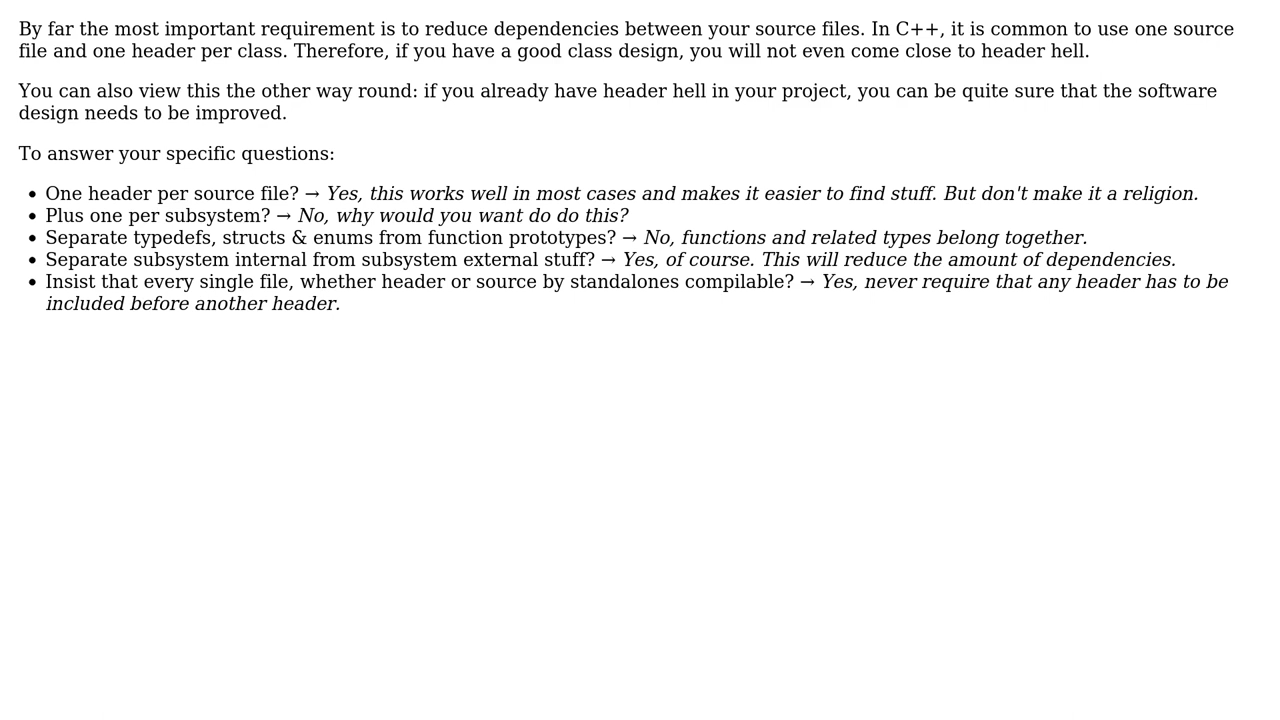 By far the most important requirement is to reduce dependencies between your source files. In C++, it is common to use one source
file and one header per class. Therefore, if you have a good class design, you will not even come close to header hell.
You can also view this the other way round: if you already have header hell in your project, you can be quite sure that the software
design needs to be improved.
To answer your specific questions:
• One header per source file? → Yes, this works well in most cases and makes it easier to find stuff. But don't make it a religion.
• Plus one per subsystem? → No, why would you want do do this?
• Separate typedefs, structs & enums from function prototypes? → No, functions and related types belong together.
• Separate subsystem internal from subsystem external stuff? → Yes, of course. This will reduce the amount of dependencies.
• Insist that every single file, whether header or source by standalones compilable? → Yes, never require that any header has to be
included before another header.